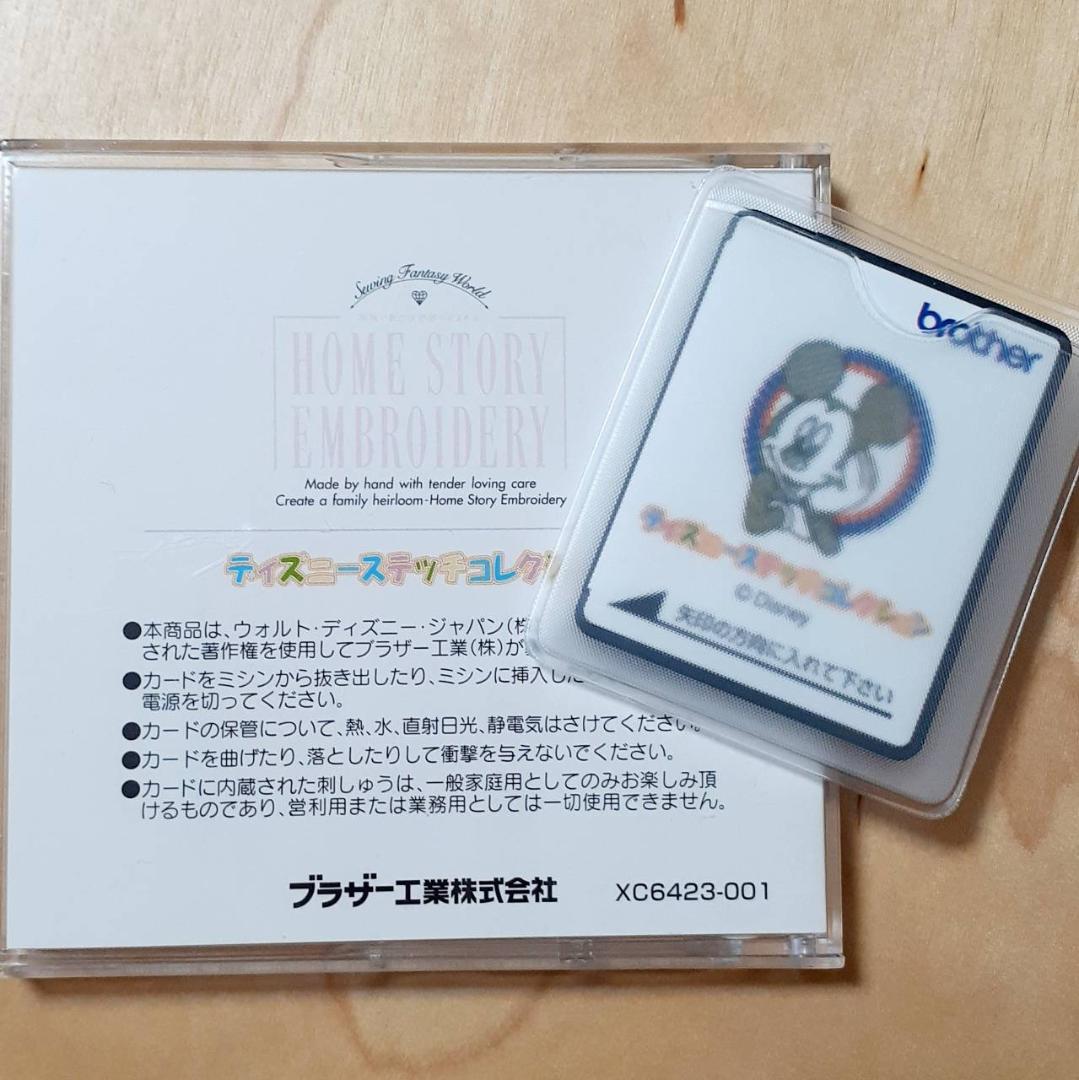 Sewing Fantasy World
HOME STORY
EMBROIDERY
Made by hand with tender loving care
Create a family heirloom-Home Story Embroidery
ディズニーステッチコレク
●本商品は、ウォルト・ディズニー・ジャパン(株
された著作権を使用してブラザー工業(株)が
●カードをミシンから抜き出したり、ミシンに挿入した
電源を切ってください。
●カードの保管について、熱、水、直射日光、静電気はさけてください。
●カードを曲げたり、落としたりして衝撃を与えないでください。
●カードに内蔵された刺しゅうは、一般家庭用としてのみお楽しみ頂
けるものであり、営利用または業務用としては一切使用できません。
ブラザー工業株式会社
XC6423-001
brother
ディズニーステッチコレクション
© Disney
矢印の方向に入れて下さい